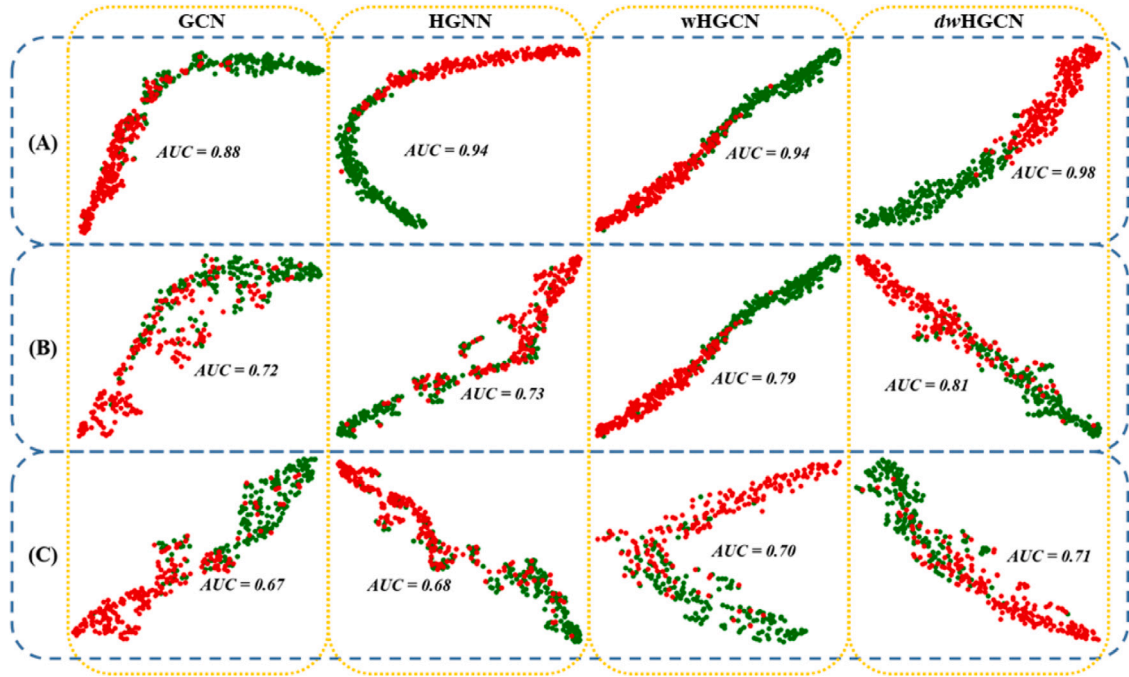 GCN HGNN wHGCN dwHGCN
(A) AUC = 0.88 AUC = 0.94 AUC = 0.94 AUC = 0.98
(B) AUC = 0.72 AUC = 0.73 AUC = 0.79 AUC = 0.81
(C) AUC = 0.67 AUC = 0.68 AUC = 0.70 AUC = 0.71